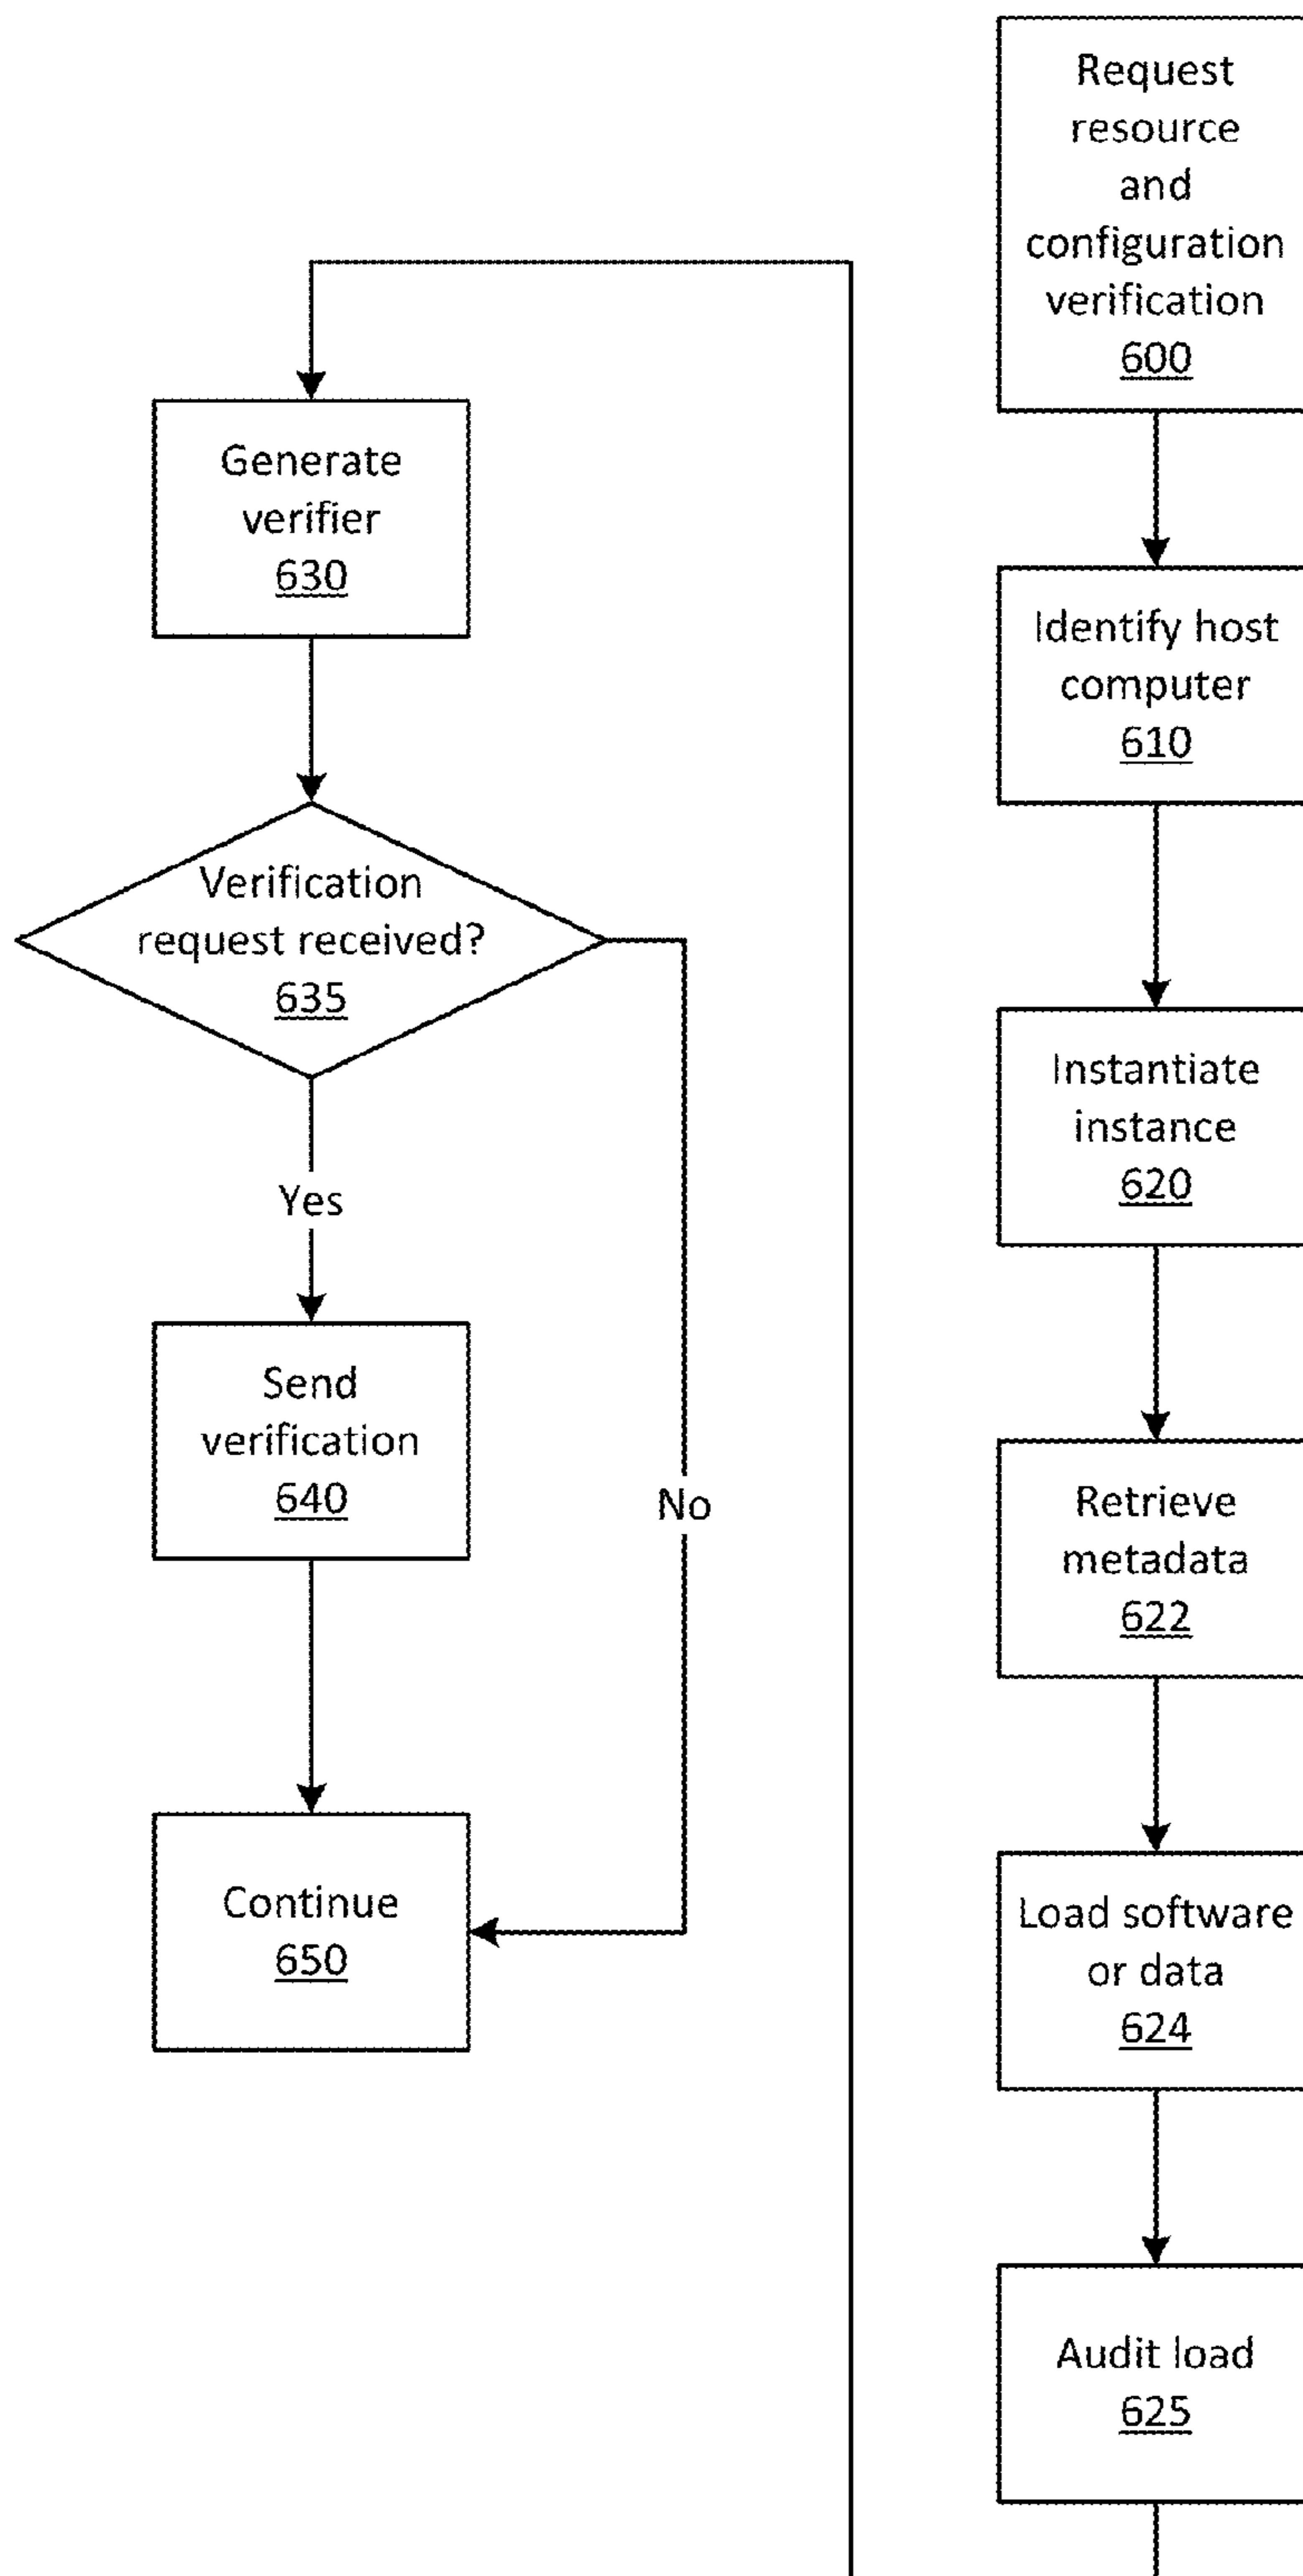 Request
resource
and
configuration
verification
600
Identify host
computer
610
Instantiate
instance
620
Retrieve
metadata
622
Load software
or data
624
Audit load
625
Generate
verifier
630
Verification
request received?
635
Yes
No
Send
verification
640
Continue
650